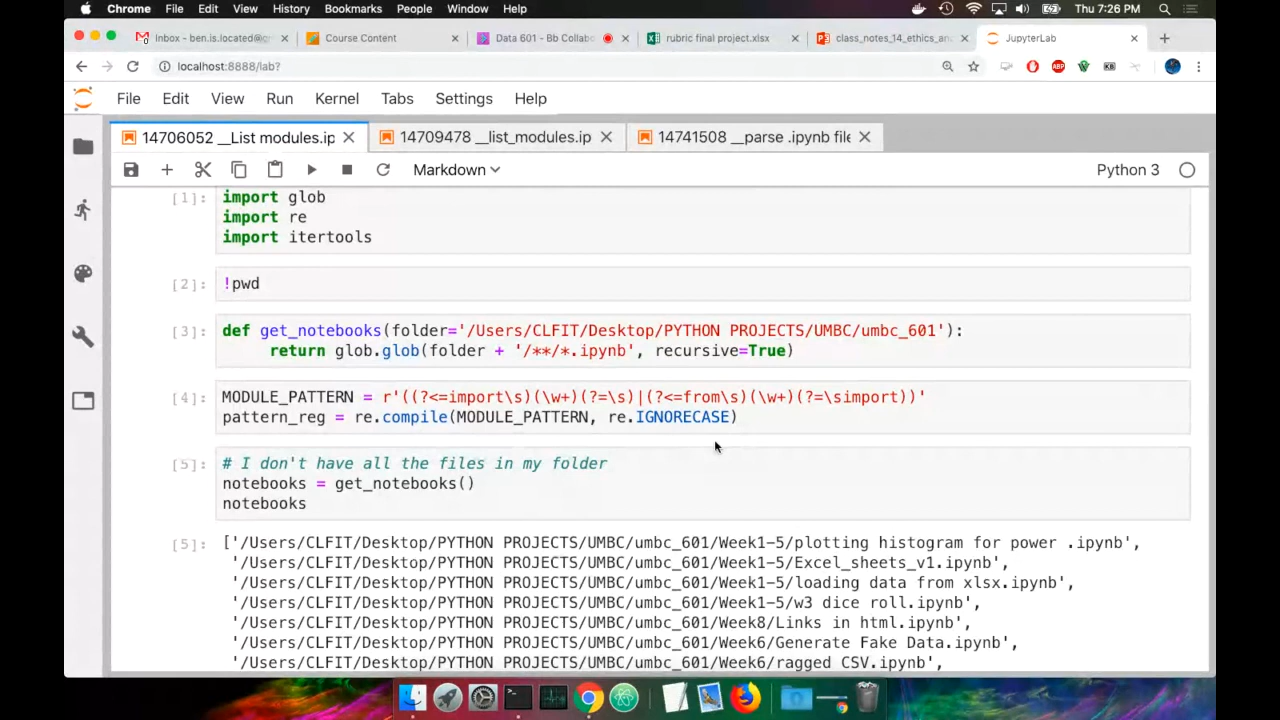 Chrome File Edit View History Bookmarks People Window Help Thu 7:26 PM
Inbox - ben.is.located@ Course Content Data 601 - Bb Collabo rubric final project.xlsx class_notes_14_ethics_an JupyterLab
localhost:8888/lab?
ABP KB
File Edit View Run Kernel Tabs Settings Help
14706052 __List modules.ip 14709478 __list_modules.ip 14741508 __parse .ipynb file
Markdown Python 3
[1]: import glob
import re
import itertools
[2]: !pwd
[3]: def get_notebooks(folder='/Users/CLFIT/Desktop/PYTHON PROJECTS/UMBC/umbc_601'):
return glob.glob(folder + '/**/*.ipynb', recursive=True)
[4]: MODULE_PATTERN = r'((?<=import\s)(\w+)(?=\s)|(?<=from\s)(\w+)(?=\simport))'
pattern_reg = re.compile(MODULE_PATTERN, re.IGNORECASE)
[5]: # I don't have all the files in my folder
notebooks = get_notebooks()
notebooks
[5]: ['/Users/CLFIT/Desktop/PYTHON PROJECTS/UMBC/umbc_601/Week1-5/plotting histogram for power .ipynb',
'/Users/CLFIT/Desktop/PYTHON PROJECTS/UMBC/umbc_601/Week1-5/Excel_sheets_v1.ipynb',
'/Users/CLFIT/Desktop/PYTHON PROJECTS/UMBC/umbc_601/Week1-5/loading data from xlsx.ipynb',
'/Users/CLFIT/Desktop/PYTHON PROJECTS/UMBC/umbc_601/Week1-5/w3 dice roll.ipynb',
'/Users/CLFIT/Desktop/PYTHON PROJECTS/UMBC/umbc_601/Week8/Links in html.ipynb',
'/Users/CLFIT/Desktop/PYTHON PROJECTS/UMBC/umbc_601/Week6/Generate Fake Data.ipynb',
'/Users/CLFIT/Desktop/PYTHON PROJECTS/UMBC/umbc_601/Week6/ragged CSV.ipynb',